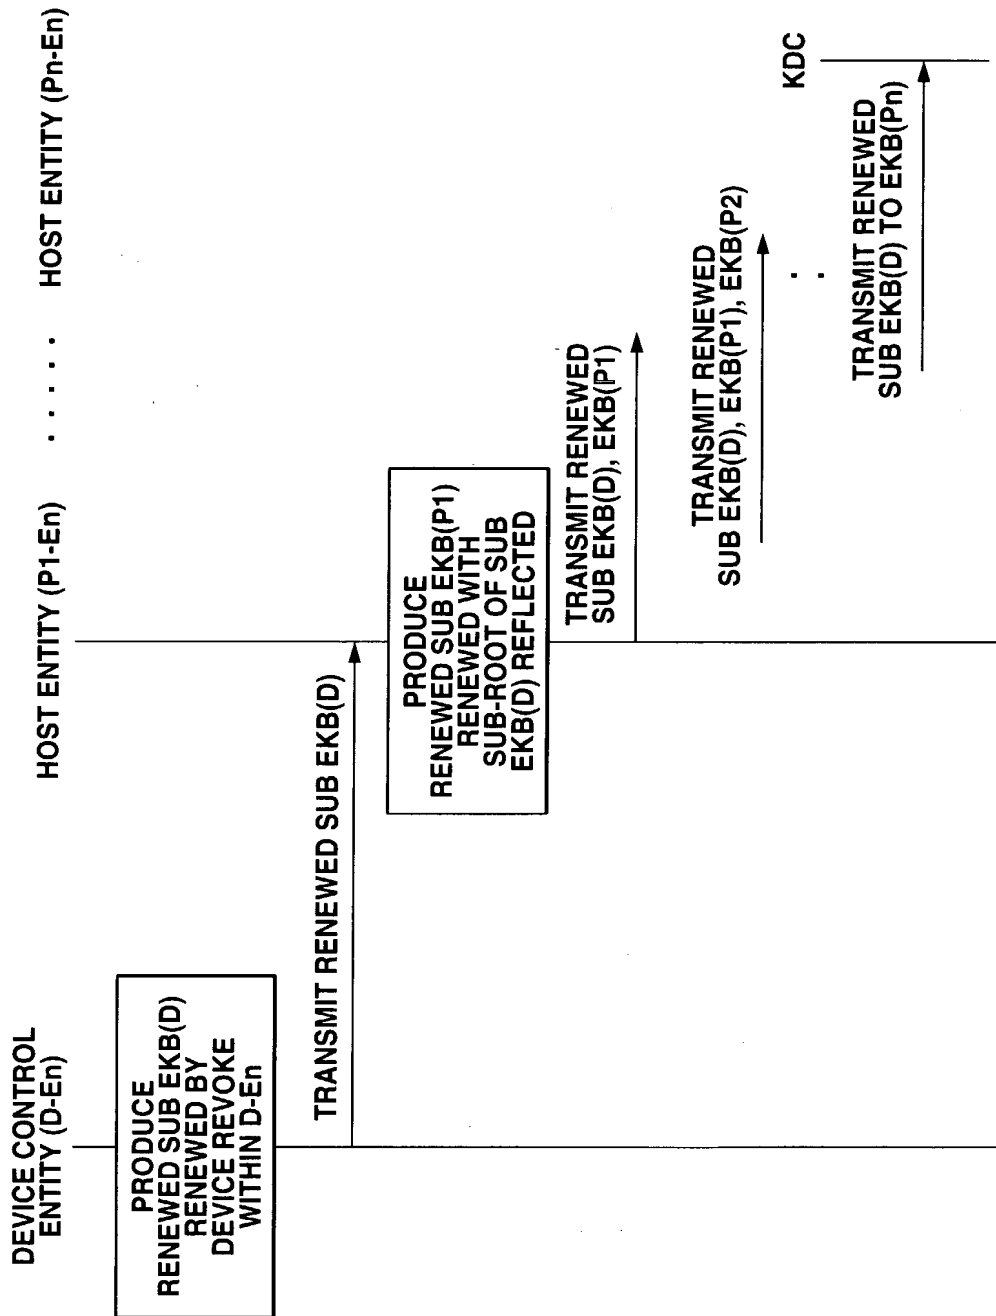 DEVICE CONTROL
ENTITY (D-En)
HOST ENTITY (P1-En)
. . . . .
HOST ENTITY (Pn-En)
PRODUCE
RENEWED SUB EKB(D)
RENEWED BY
DEVICE REVOKE
WITHIN D-En
TRANSMIT RENEWED SUB EKB(D)
PRODUCE
RENEWED SUB EKB(P1)
RENEWED WITH
SUB-ROOT OF SUB
EKB(D) REFLECTED
TRANSMIT RENEWED
SUB EKB(D), EKB(P1)
TRANSMIT RENEWED
SUB EKB(D), EKB(P1), EKB(P2)
. .
KDC
TRANSMIT RENEWED
SUB EKB(D) TO EKB(Pn)